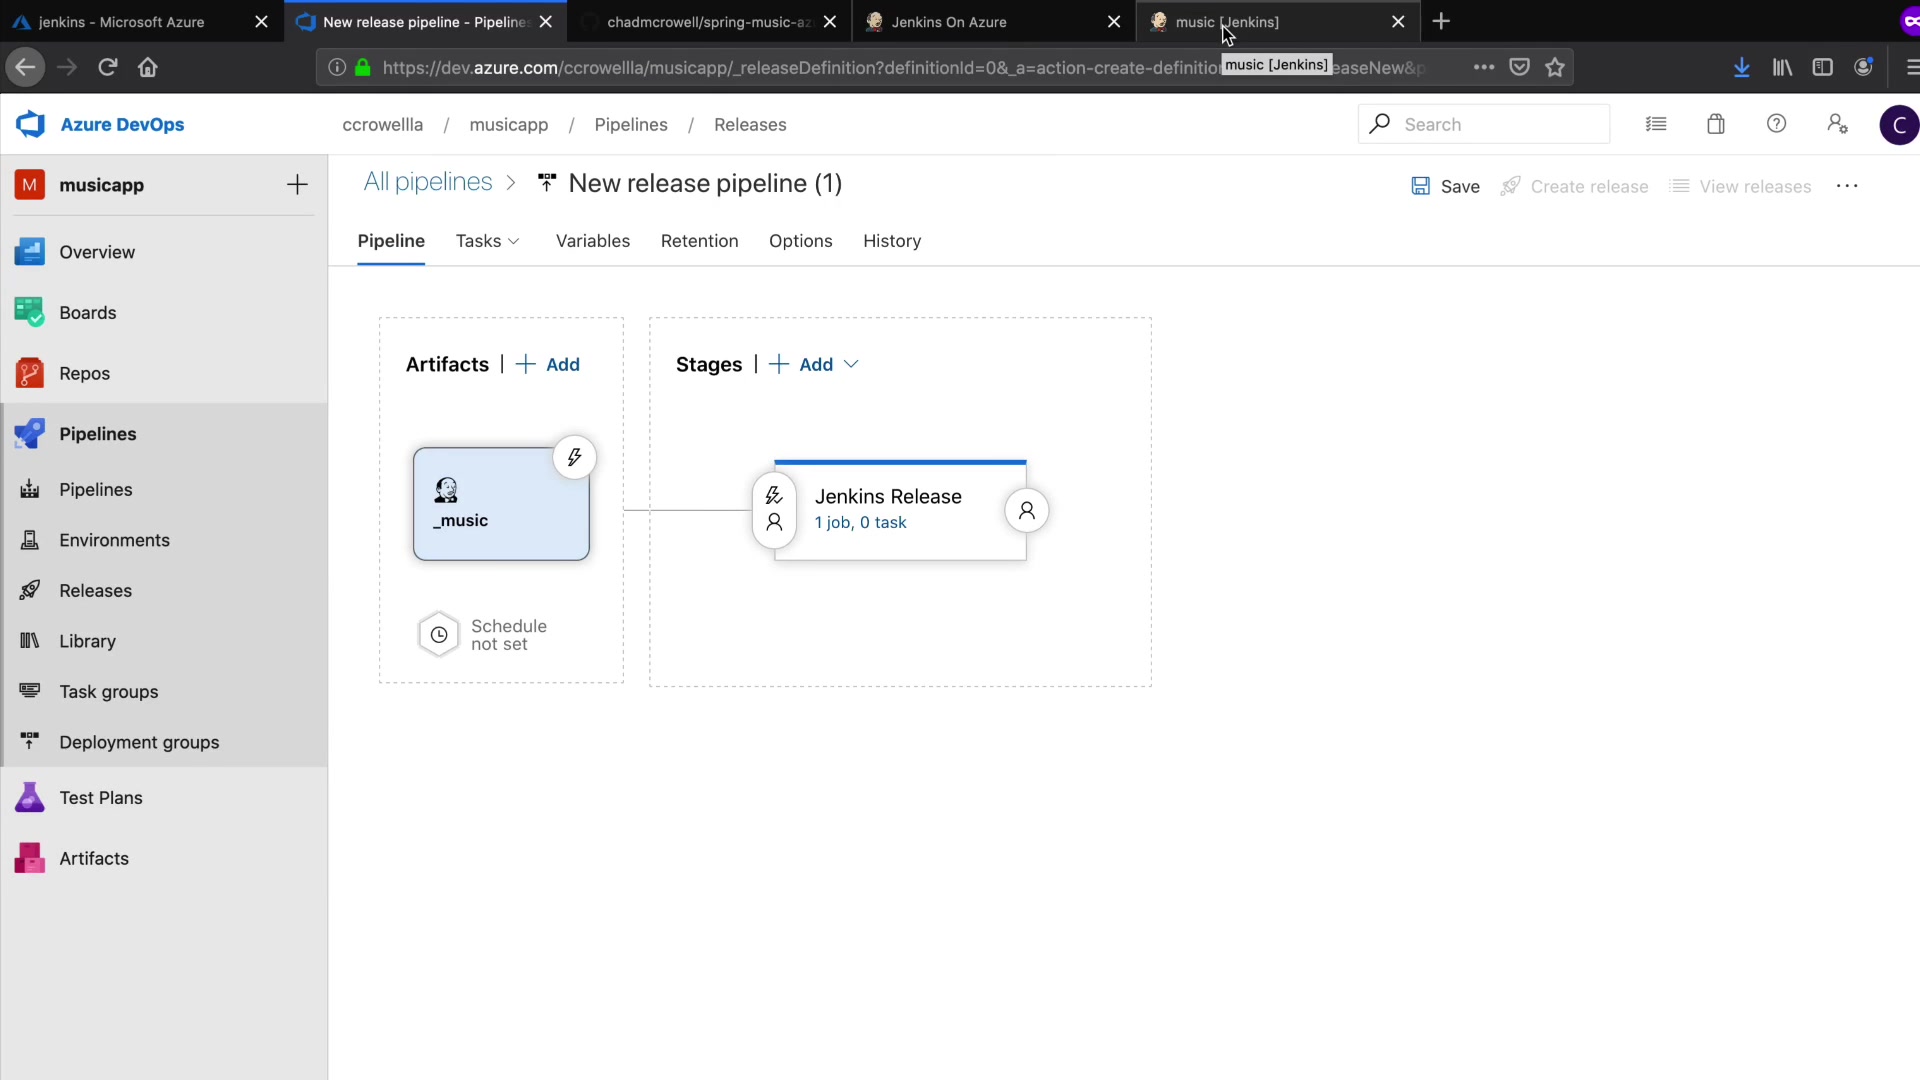 jenkins - Microsoft Azure
New release pipeline - Pipeline
chadmcrowell/spring-music-az
Jenkins On Azure
music [Jenkins]
https://dev.azure.com/ccrowellla/musicapp/_releaseDefinition?definitionId=0&_a=action-create-definition
easeNew&p
music [Jenkins]
Azure DevOps
ccrowellla / musicapp / Pipelines / Releases
Search
C
M
musicapp
All pipelines > New release pipeline (1)
Save
Create release
View releases
Pipeline
Tasks
Variables
Retention
Options
History
Overview
Boards
Repos
Pipelines
Pipelines
Environments
Releases
Library
Task groups
Deployment groups
Test Plans
Artifacts
Artifacts | + Add
Stages | + Add
_music
Schedule
not set
Jenkins Release
1 job, 0 task